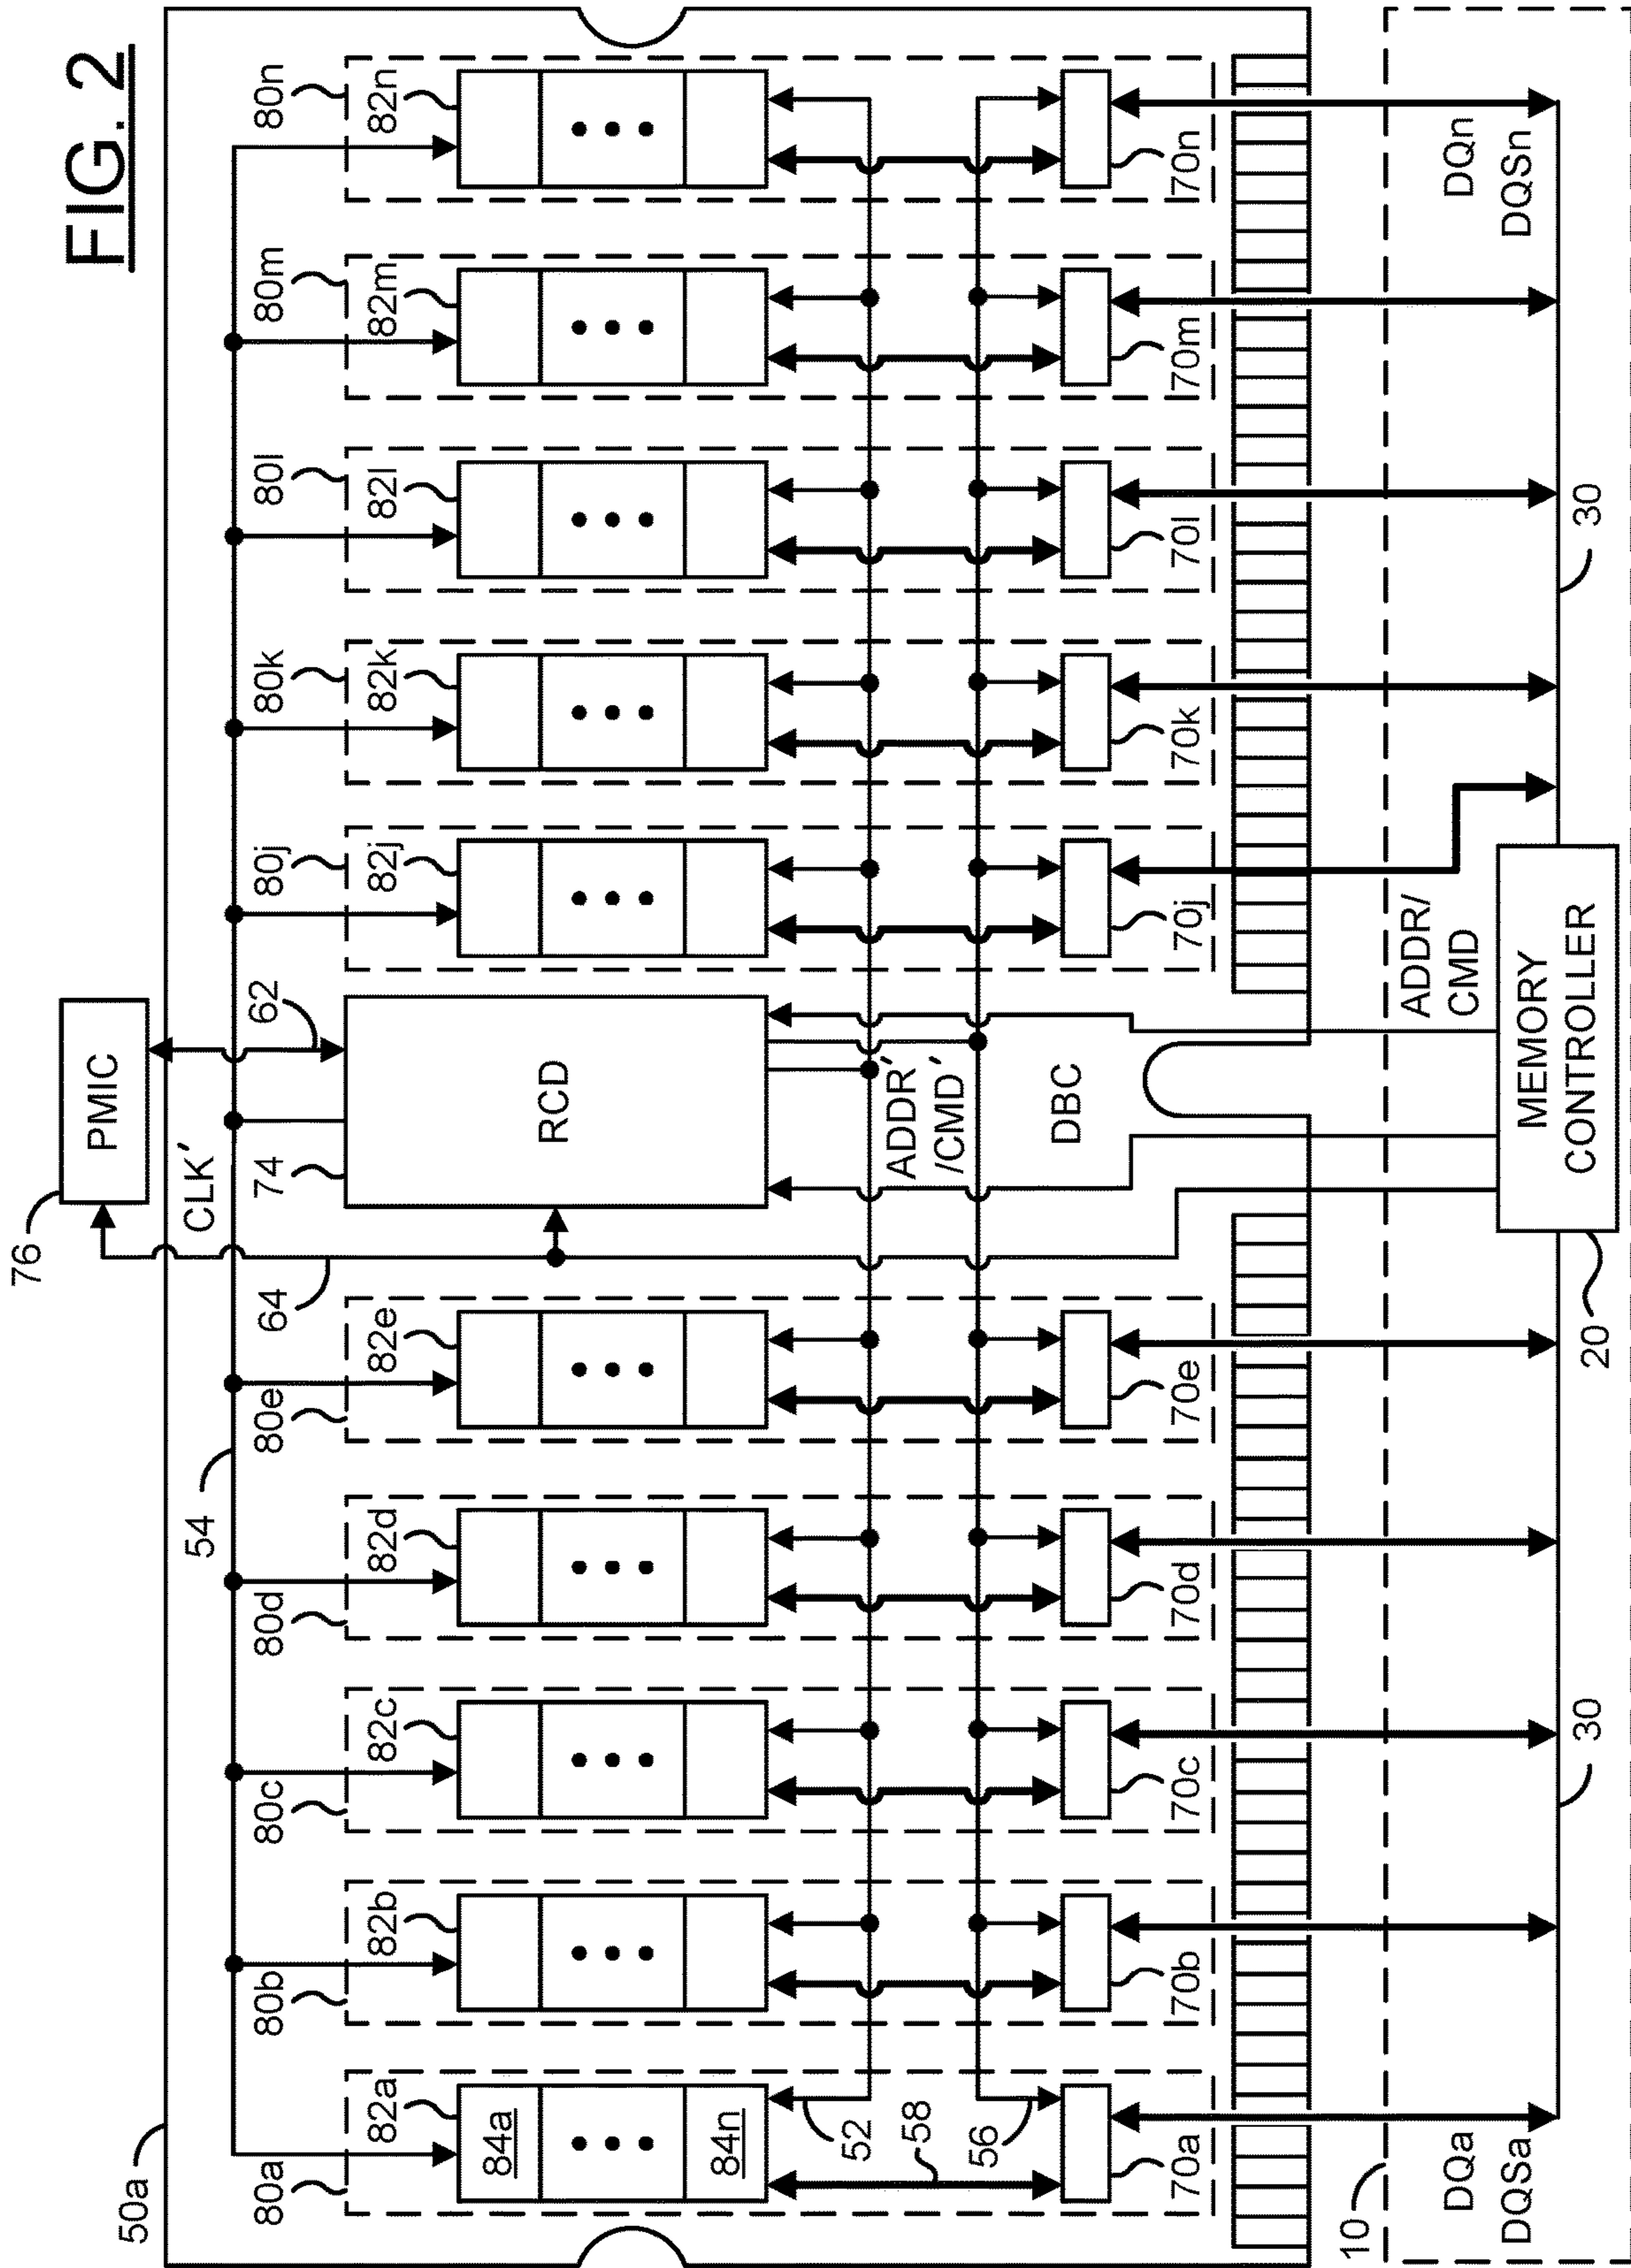 FIG. 2
76
PMIC
50a
54
CLK′
64
74
62
80a
80b
80c
80d
80e
80j
80k
80l
80m
80n
82a
82b
82c
82d
82e
82j
82k
82l
82m
82n
84a
84n
RCD
52
58
56
ADDR′
/CMD′
DBC
70a
70b
70c
70d
70e
70j
70k
70l
70m
70n
10
DQa
DQSa
ADDR/
CMD
DQn
DQSn
30
20
MEMORY
CONTROLLER
30